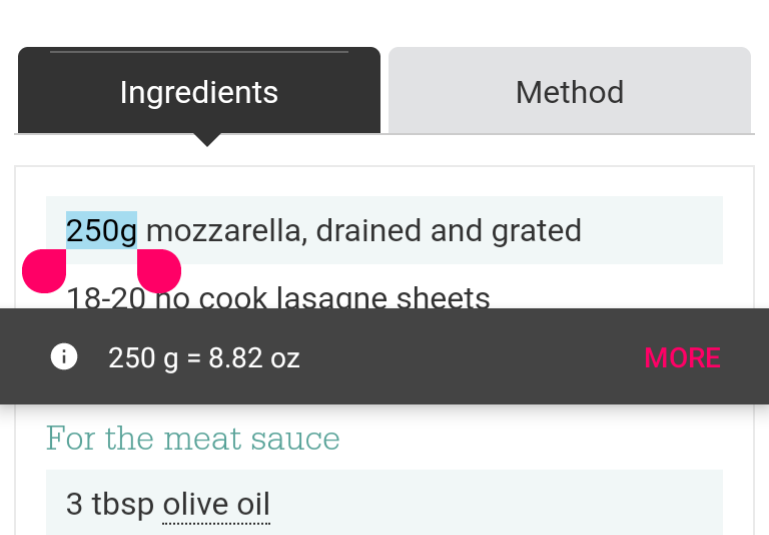 Ingredients
Method
250g mozzarella, drained and grated
18-20 no cook lasagne sheets
250 g = 8.82 oz
MORE
For the meat sauce
3 tbsp olive oil